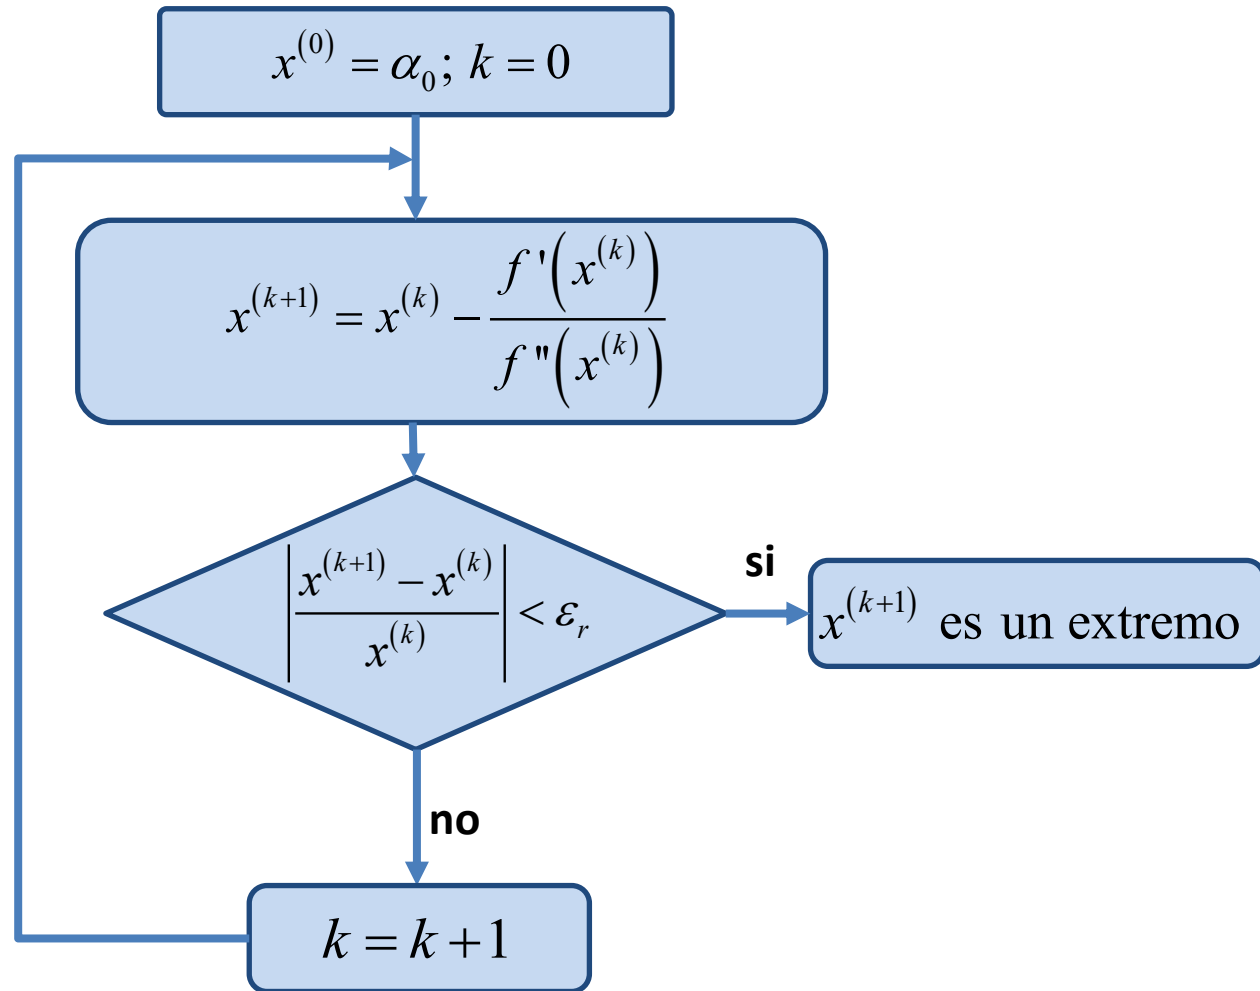 x^(0) = α_0; k = 0
x^(k+1) = x^(k) − f '(x^(k)) / f "(x^(k))
|(x^(k+1) − x^(k)) / x^(k)| < ε_r
si
x^(k+1) es un extremo
no
k = k + 1